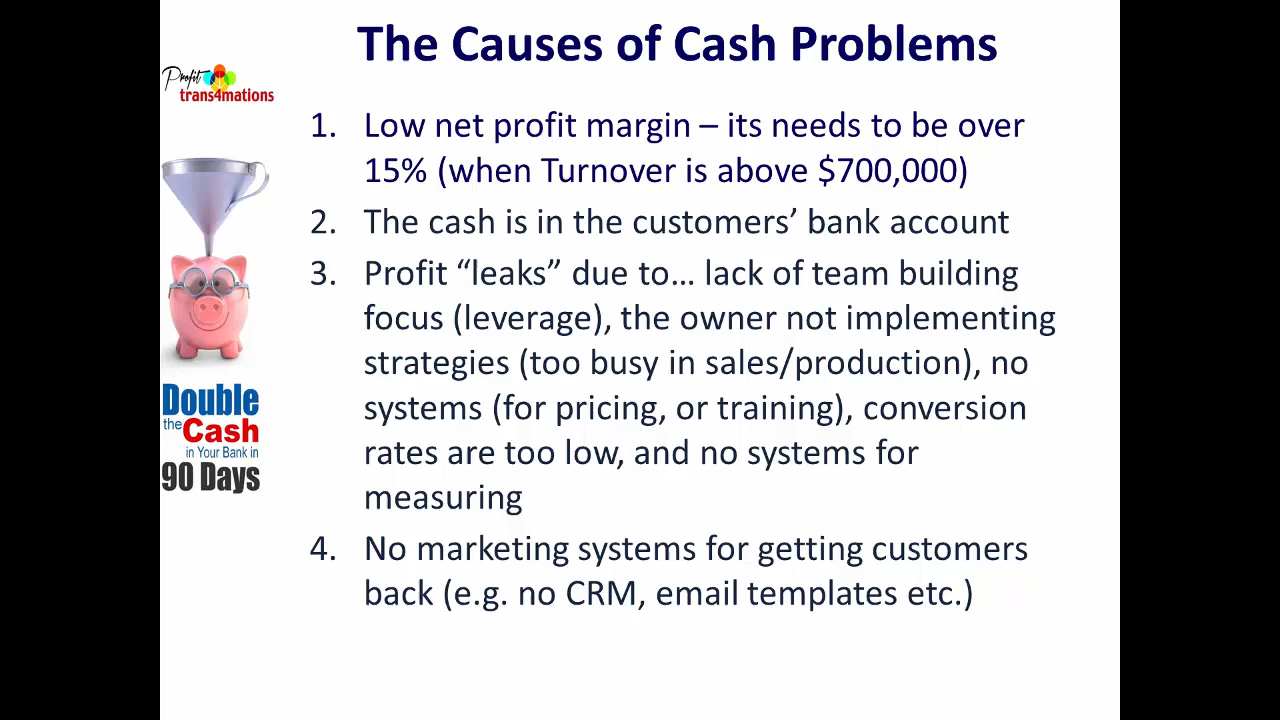 The Causes of Cash Problems
Profit
trans4mations
1. Low net profit margin – its needs to be over
15% (when Turnover is above $700,000)
2. The cash is in the customers’ bank account
3. Profit “leaks” due to… lack of team building
focus (leverage), the owner not implementing
strategies (too busy in sales/production), no
systems (for pricing, or training), conversion
rates are too low, and no systems for
measuring
4. No marketing systems for getting customers
back (e.g. no CRM, email templates etc.)
Double
the Cash
in Your Bank in
90 Days